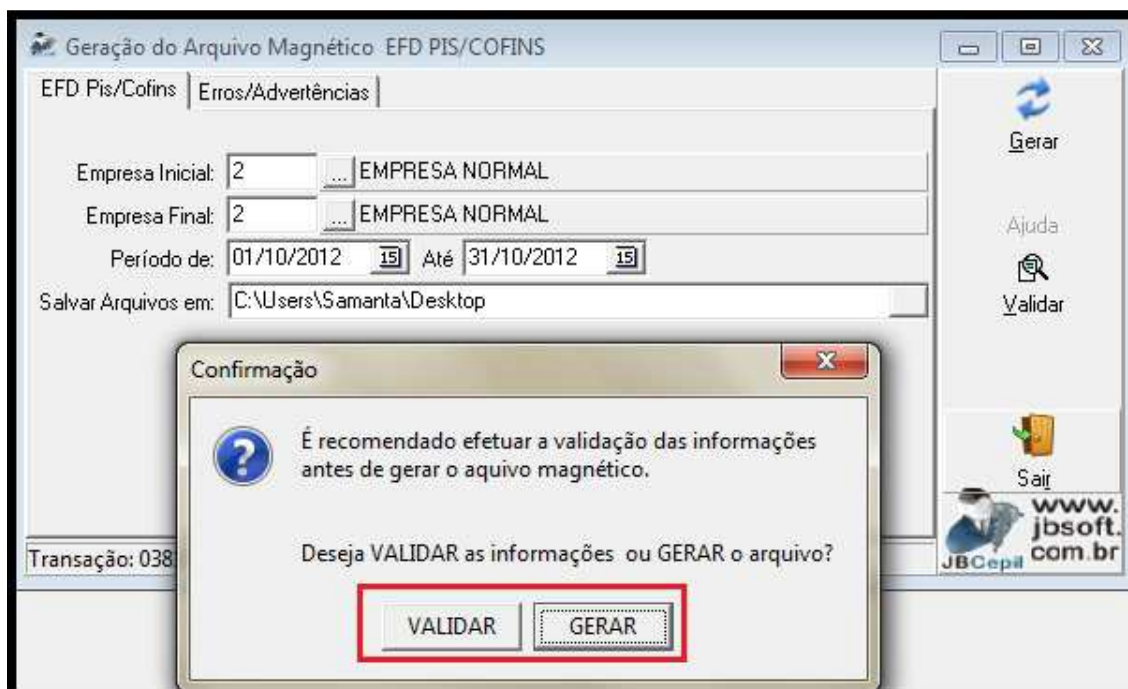 Geração do Arquivo Magnético EFD PIS/COFINS
EFD Pis/Cofins Erros/Advertências
Gerar
Empresa Inicial: 2 ... EMPRESA NORMAL
Empresa Final: 2 ... EMPRESA NORMAL
Ajuda
Período de: 01/10/2012 15 Até 31/10/2012 15
Salvar Arquivos em: C:\Users\Samanta\Desktop
Validar
Confirmação
É recomendado efetuar a validação das informações
antes de gerar o aquivo magnético.
Sair
www.
jbsoft.
com.br
JBCepil
Deseja VALIDAR as informações ou GERAR o arquivo?
Transação: 038
VALIDAR GERAR